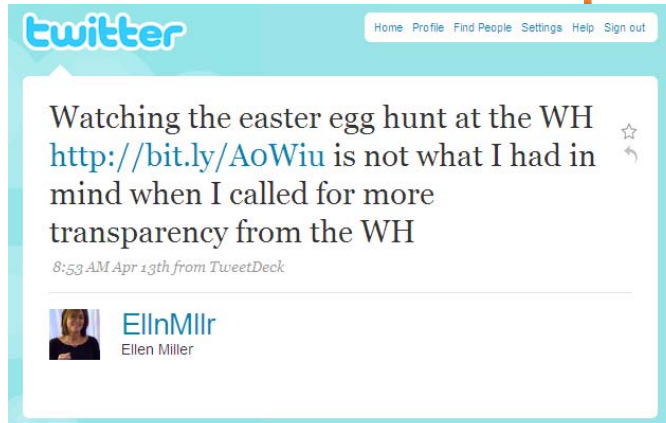 twitter
Home Profile Find People Settings Help Sign out
Watching the easter egg hunt at the WH
http://bit.ly/A0Wiu is not what I had in
mind when I called for more
transparency from the WH
8:53 AM Apr 13th from TweetDeck
EllnMllr
Ellen Miller